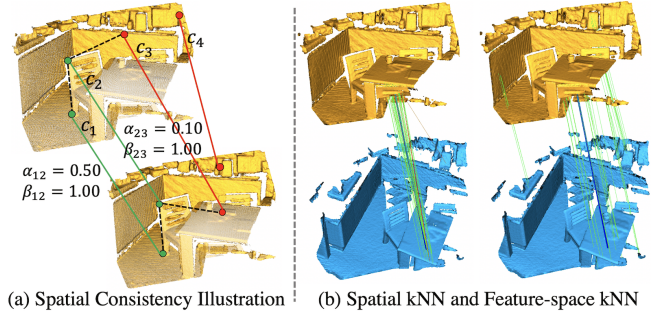 c₃
c₄
c₂
c₁
α₂₃ = 0.10
β₂₃ = 1.00
α₁₂ = 0.50
β₁₂ = 1.00
(a) Spatial Consistency Illustration
(b) Spatial kNN and Feature-space kNN